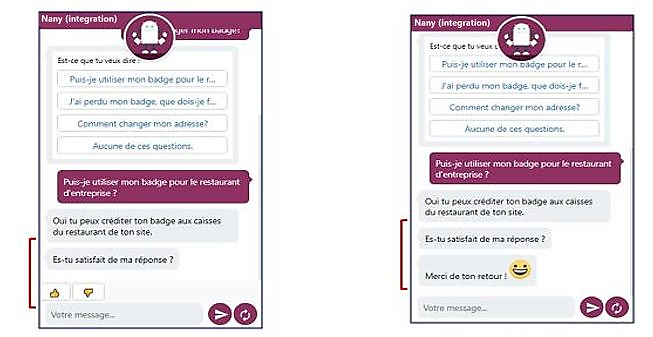 Nany (integration)
ger mon badge?
Est-ce que tu veux dire :
Puis-je utiliser mon badge pour le r...
J'ai perdu mon badge, que dois-je f...
Comment changer mon adresse?
Aucune de ces questions.
Puis-je utiliser mon badge pour le restaurant
d'entreprise ?
Oui tu peux créditer ton badge aux caisses
du restaurant de ton site.
Es-tu satisfait de ma réponse ?
Votre message...
Nany (integration)
Est-ce que tu veux
Puis-je utiliser mon badge pour le r...
J'ai perdu mon badge, que dois-je f...
Comment changer mon adresse?
Aucune de ces questions.
Puis-je utiliser mon badge pour le restaurant
d'entreprise ?
Oui tu peux créditer ton badge aux caisses
du restaurant de ton site.
Es-tu satisfait de ma réponse ?
Merci de ton retour !
Votre message...